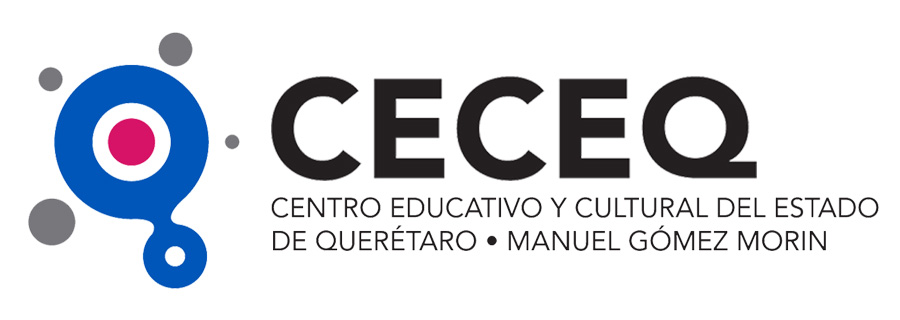 CECEQ
CENTRO EDUCATIVO Y CULTURAL DEL ESTADO
DE QUERÉTARO • MANUEL GÓMEZ MORIN